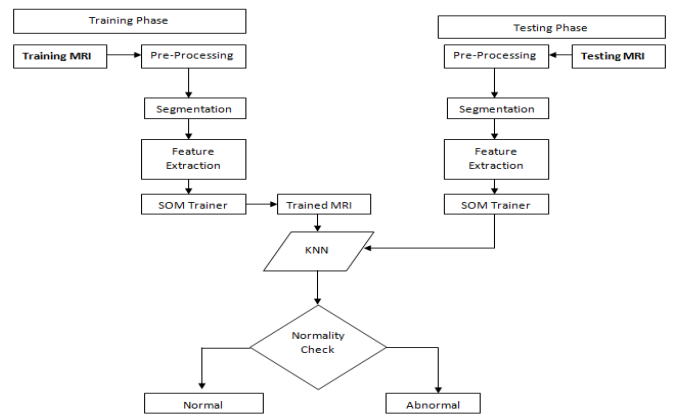 Training Phase
Testing Phase
Training MRI
Pre-Processing
Pre-Processing
Testing MRI
Segmentation
Segmentation
Feature
Extraction
Feature
Extraction
SOM Trainer
Trained MRI
SOM Trainer
KNN
Normality
Check
Normal
Abnormal